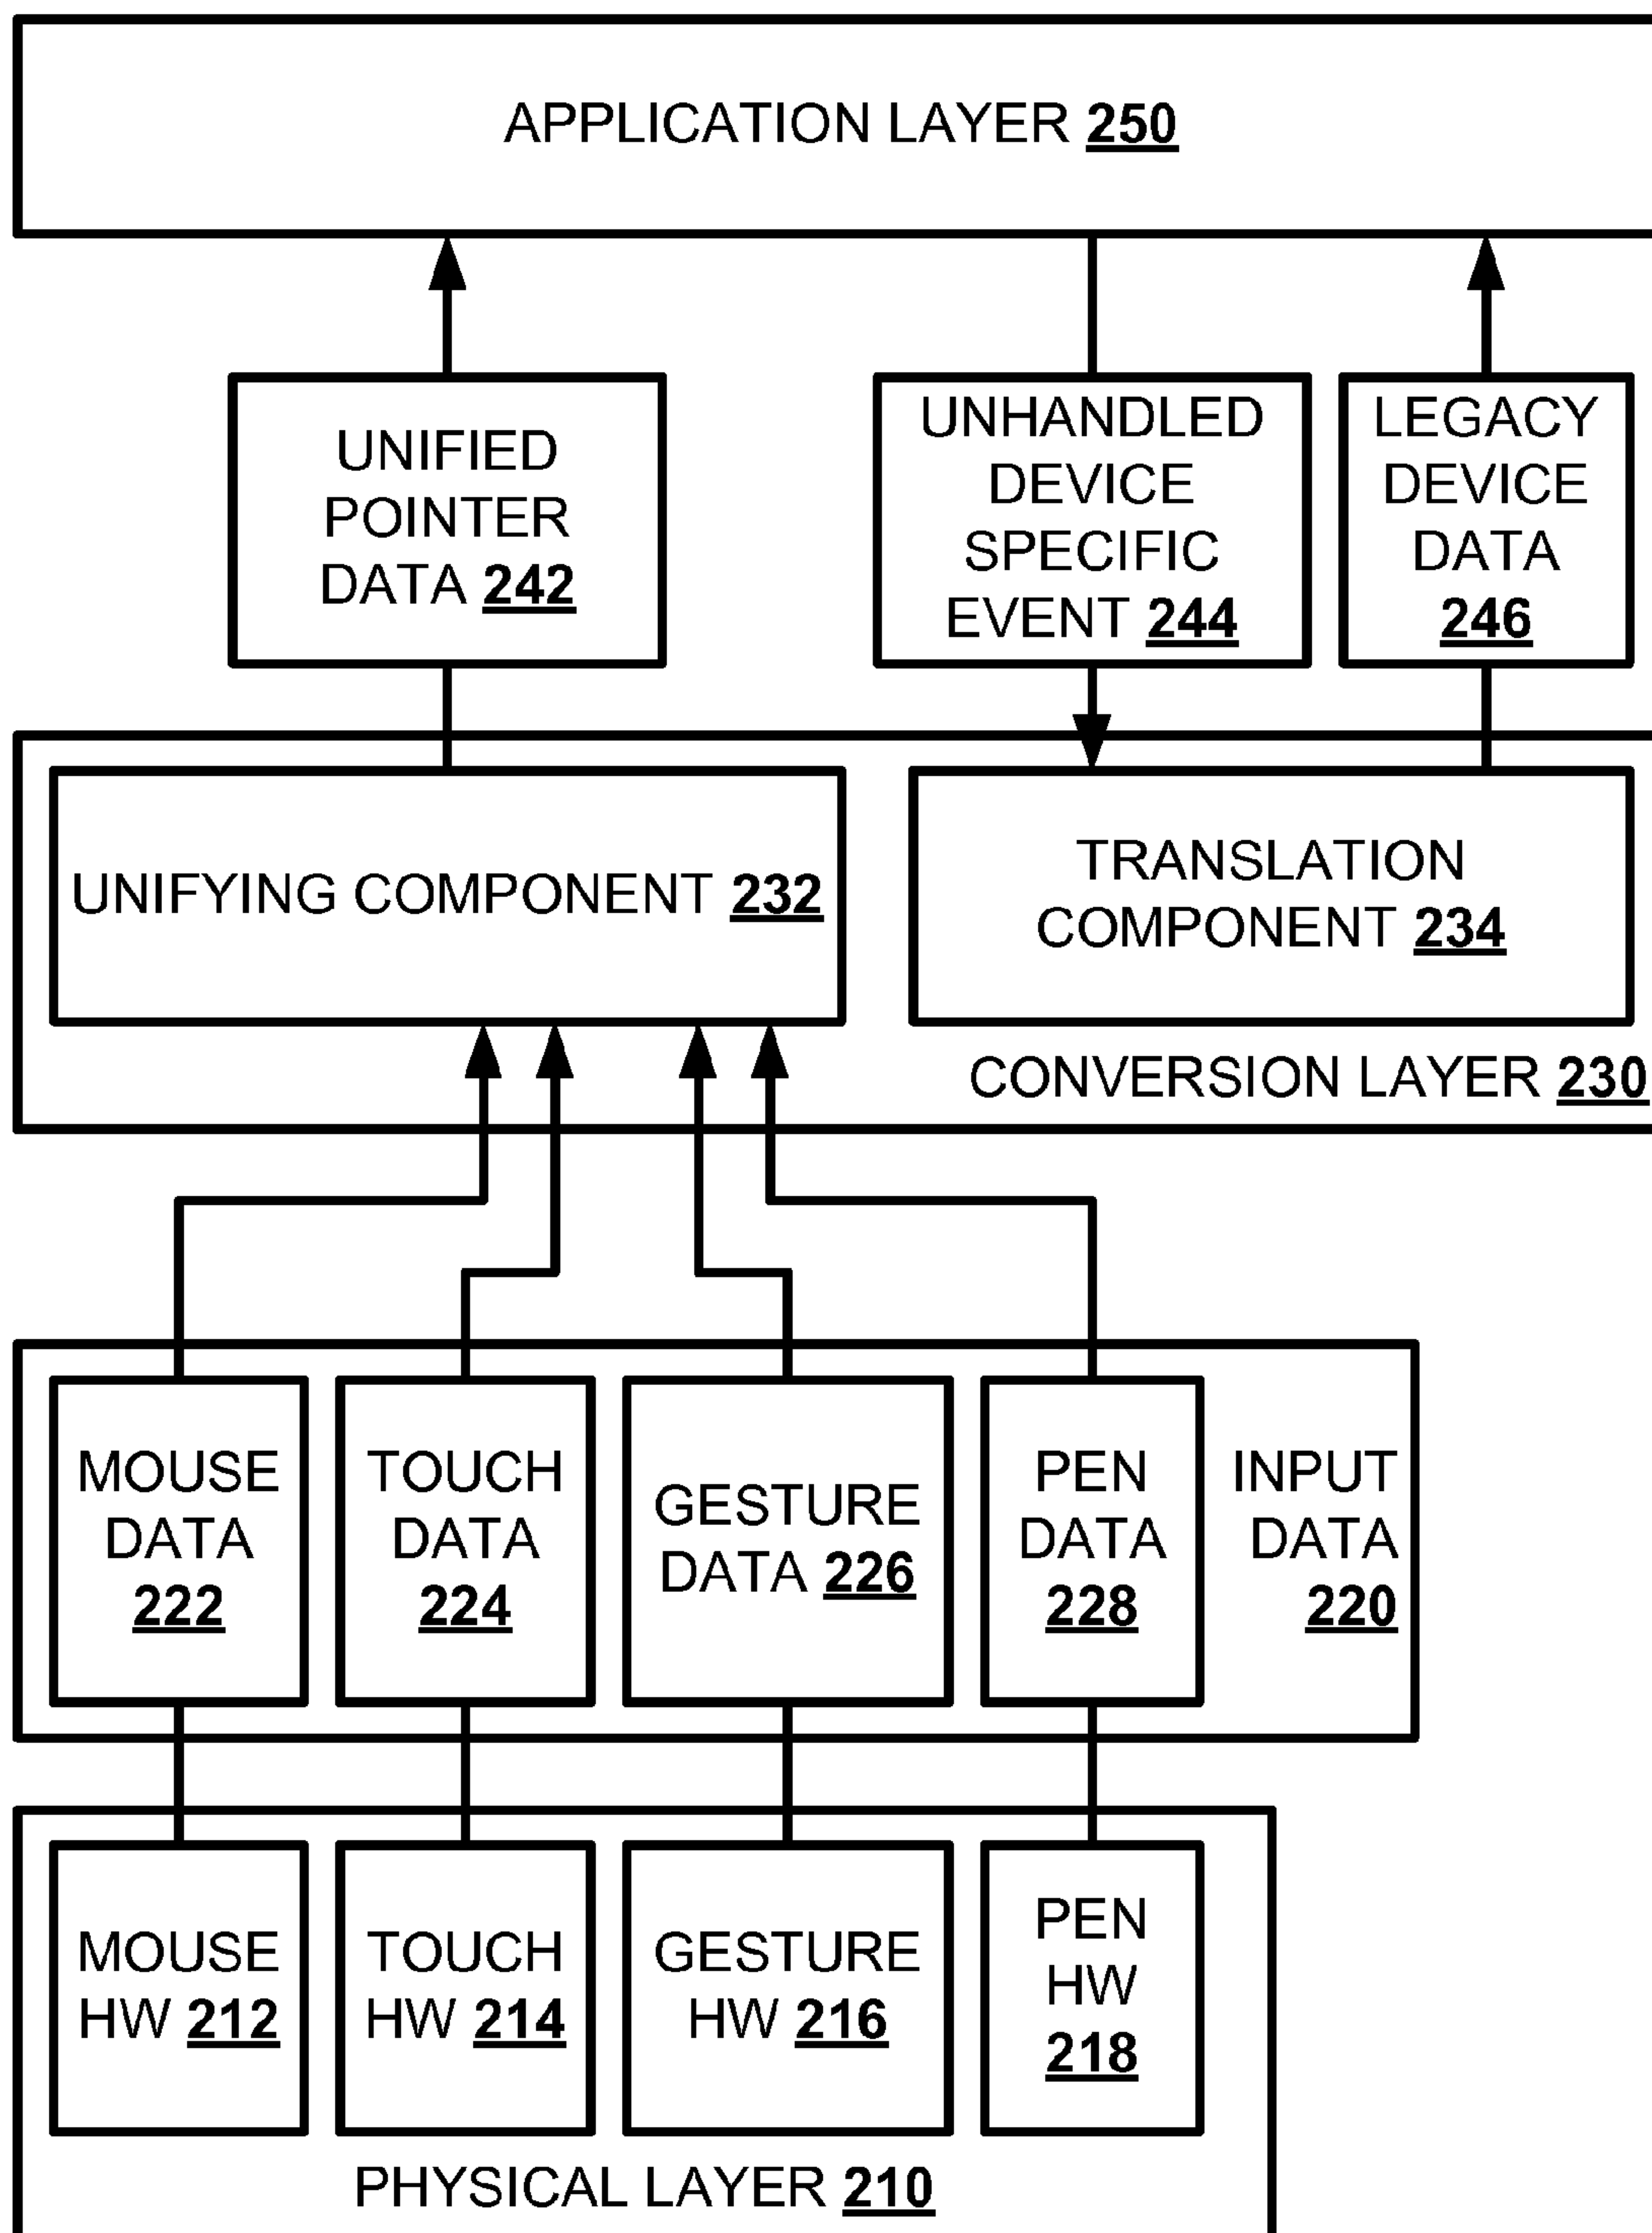 APPLICATION LAYER 250
UNIFIED
POINTER
DATA 242
UNHANDLED
DEVICE
SPECIFIC
EVENT 244
LEGACY
DEVICE
DATA
246
UNIFYING COMPONENT 232
TRANSLATION
COMPONENT 234
CONVERSION LAYER 230
MOUSE
DATA
222
TOUCH
DATA
224
GESTURE
DATA 226
PEN
DATA
228
INPUT
DATA
220
MOUSE
HW 212
TOUCH
HW 214
GESTURE
HW 216
PEN
HW
218
PHYSICAL LAYER 210